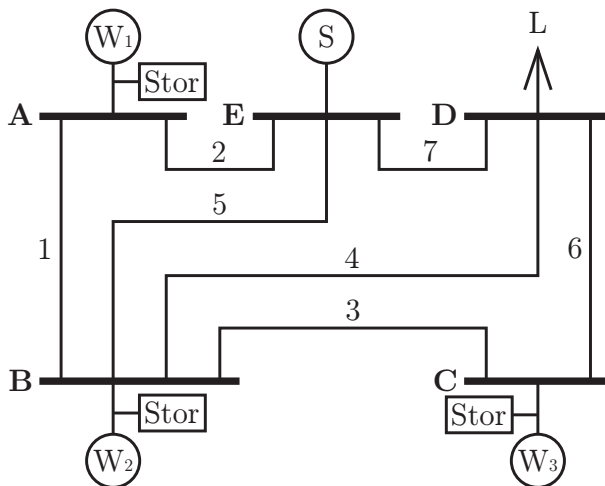 W1 S L
Stor
A E D
2 7
5
1 4 6
3
B C
Stor Stor
W2 W3